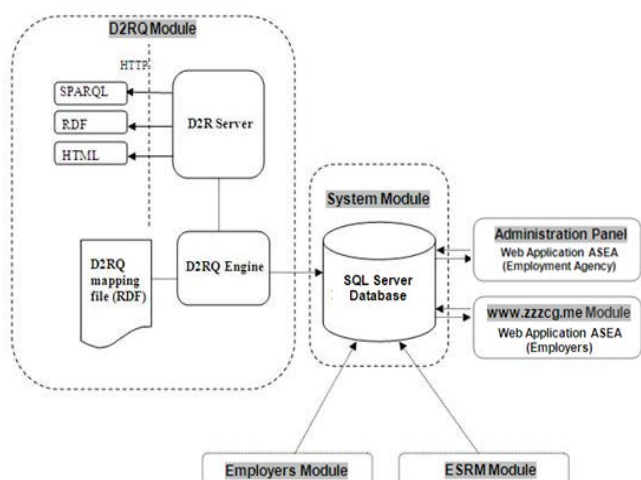 D2RQ Module
HTTP
SPARQL
RDF
HTML
D2R Server
D2RQ
mapping
file (RDF)
D2RQ Engine
System Module
SQL Server
Database
Administration Panel
Web Application ASEA
(Employment Agency)
www.zzzcg.me Module
Web Application ASEA
(Employers)
Employers Module
ESRM Module